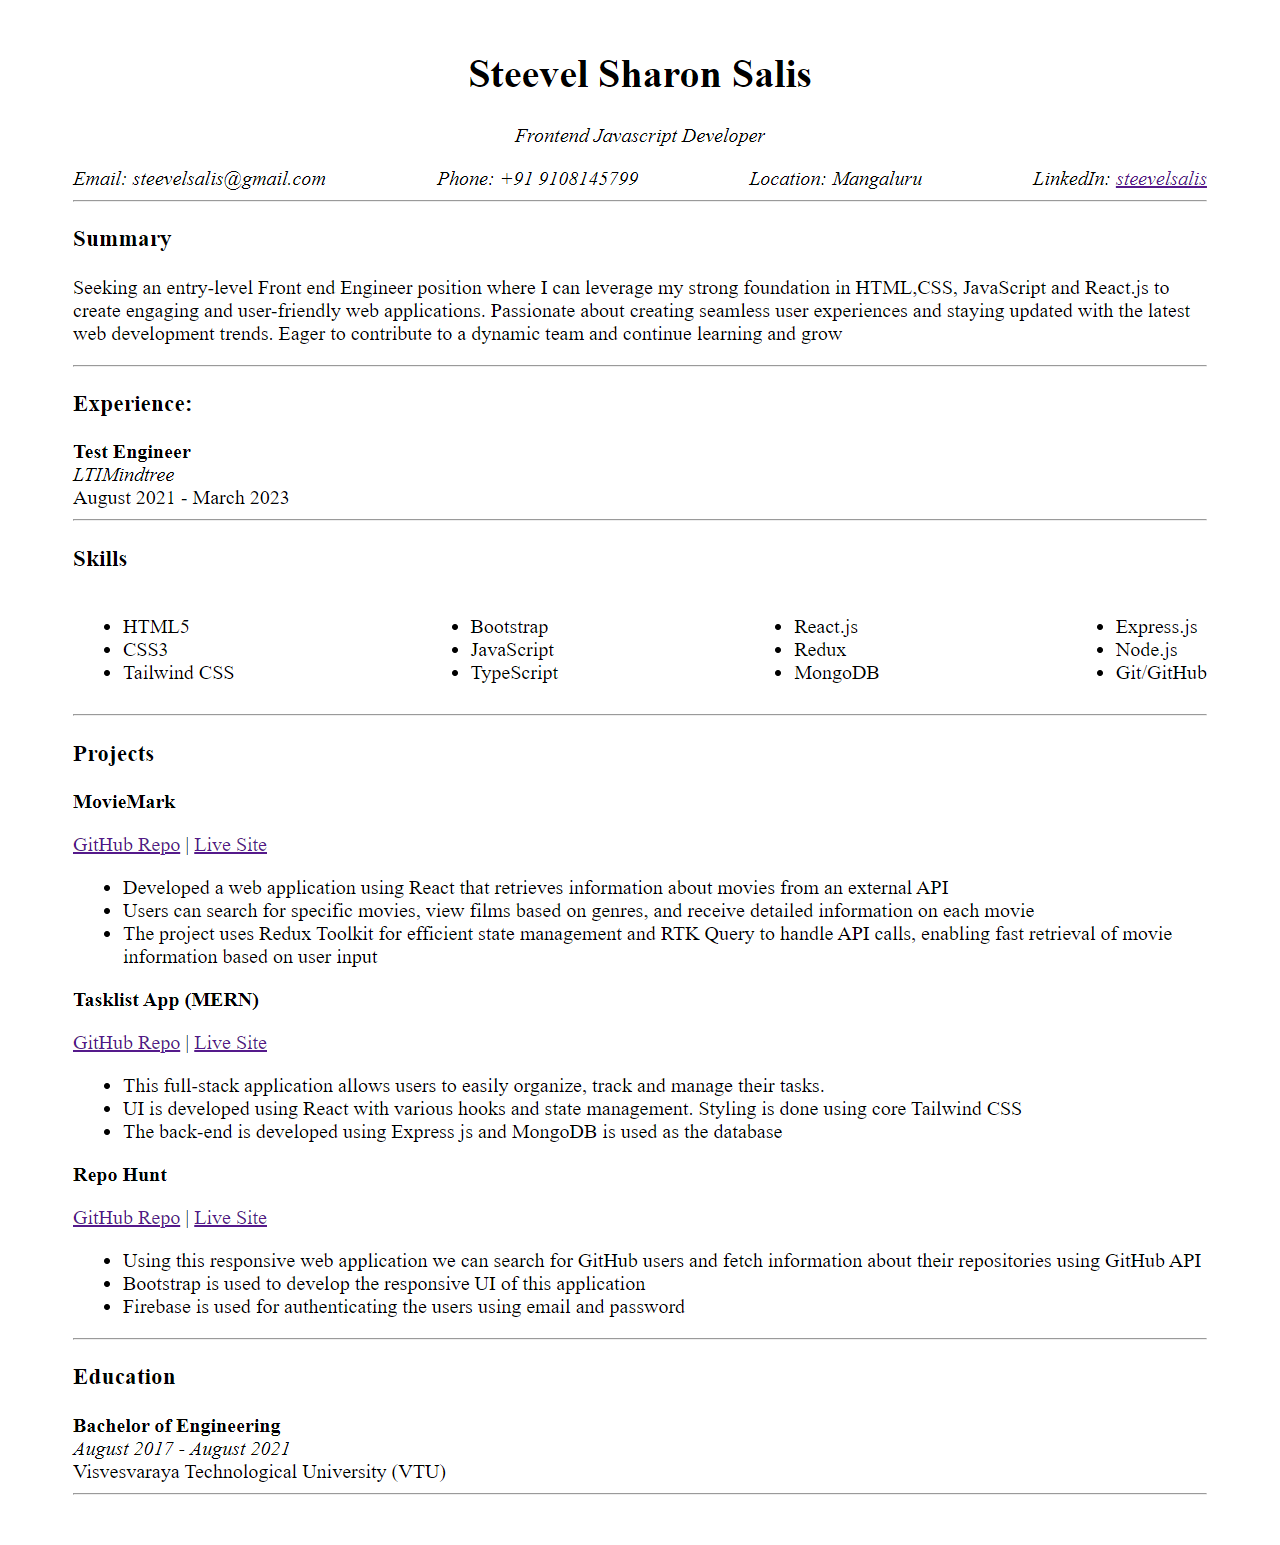 Steevel Sharon Salis
Frontend Javascript Developer
Email: steevelsalis@gmail.com Phone: +91 9108145799 Location: Mangaluru LinkedIn: steevelsalis
Summary
Seeking an entry-level Front end Engineer position where I can leverage my strong foundation in HTML,CSS, JavaScript and React.js to
create engaging and user-friendly web applications. Passionate about creating seamless user experiences and staying updated with the latest
web development trends. Eager to contribute to a dynamic team and continue learning and grow
Experience:
Test Engineer
LTIMindtree
August 2021 - March 2023
Skills
• HTML5 • Bootstrap • React.js • Express.js
• CSS3 • JavaScript • Redux • Node.js
• Tailwind CSS • TypeScript • MongoDB • Git/GitHub
Projects
MovieMark
GitHub Repo | Live Site
• Developed a web application using React that retrieves information about movies from an external API
• Users can search for specific movies, view films based on genres, and receive detailed information on each movie
• The project uses Redux Toolkit for efficient state management and RTK Query to handle API calls, enabling fast retrieval of movie
information based on user input
Tasklist App (MERN)
GitHub Repo | Live Site
• This full-stack application allows users to easily organize, track and manage their tasks.
• UI is developed using React with various hooks and state management. Styling is done using core Tailwind CSS
• The back-end is developed using Express js and MongoDB is used as the database
Repo Hunt
GitHub Repo | Live Site
• Using this responsive web application we can search for GitHub users and fetch information about their repositories using GitHub API
• Bootstrap is used to develop the responsive UI of this application
• Firebase is used for authenticating the users using email and password
Education
Bachelor of Engineering
August 2017 - August 2021
Visvesvaraya Technological University (VTU)